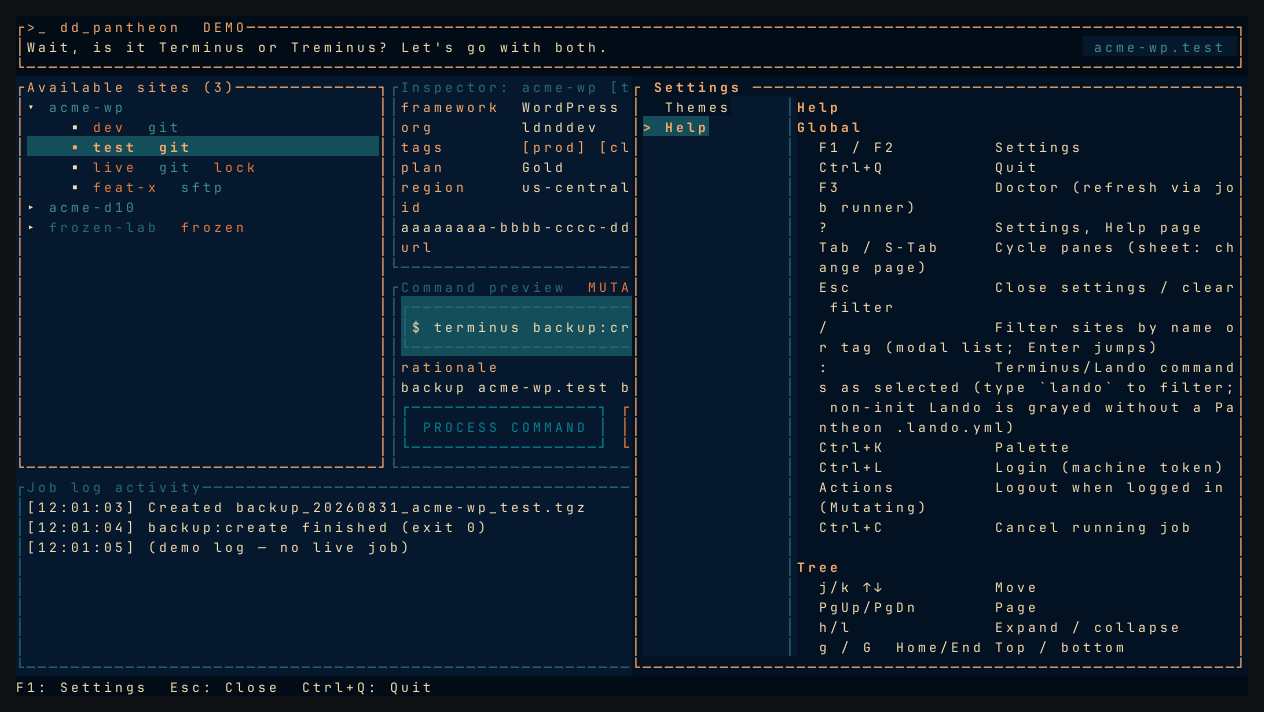 >_ dd_pantheon  DEMO
Wait, is it Terminus or Treminus? Let's go with both.
acme-wp.test
Available sites (3)
▾ acme-wp
▪ dev  git
▪ test  git
▪ live  git  lock
▪ feat-x  sftp
▸ acme-d10
▸ frozen-lab  frozen
Inspector: acme-wp [t
framework  WordPress
org  ldnddev
tags  [prod] [cl
plan  Gold
region  us-central
id
aaaaaaaa-bbbb-cccc-dd
url
Command preview  MUTA
$ terminus backup:cr
rationale
backup acme-wp.test b
PROCESS COMMAND
Job log activity
[12:01:03] Created backup_20260831_acme-wp_test.tgz
[12:01:04] backup:create finished (exit 0)
[12:01:05] (demo log — no live job)
Settings
Themes
> Help
Help
Global
F1 / F2  Settings
Ctrl+Q  Quit
F3  Doctor (refresh via jo
b runner)
?  Settings, Help page
Tab / S-Tab  Cycle panes (sheet: ch
ange page)
Esc  Close settings / clear
filter
/  Filter sites by name o
r tag (modal list; Enter jumps)
:  Terminus/Lando command
s as selected (type `lando` to filter;
non-init Lando is grayed without a Pa
ntheon .lando.yml)
Ctrl+K  Palette
Ctrl+L  Login (machine token)
Actions  Logout when logged in
(Mutating)
Ctrl+C  Cancel running job
Tree
j/k ↑↓  Move
PgUp/PgDn  Page
h/l  Expand / collapse
g / G  Home/End Top / bottom
F1: Settings  Esc: Close  Ctrl+Q: Quit